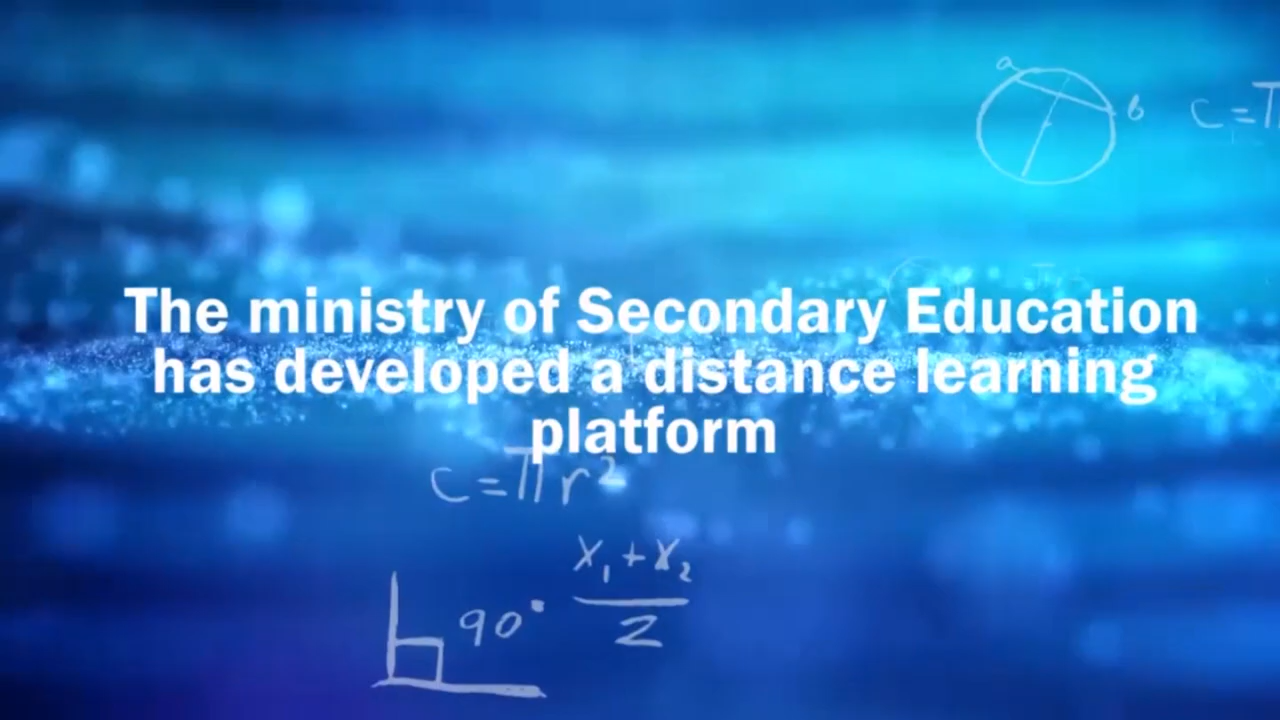 a
b
c=π
The ministry of Secondary Education
has developed a distance learning
platform
c=πr²
x₁+x₂
2
90°